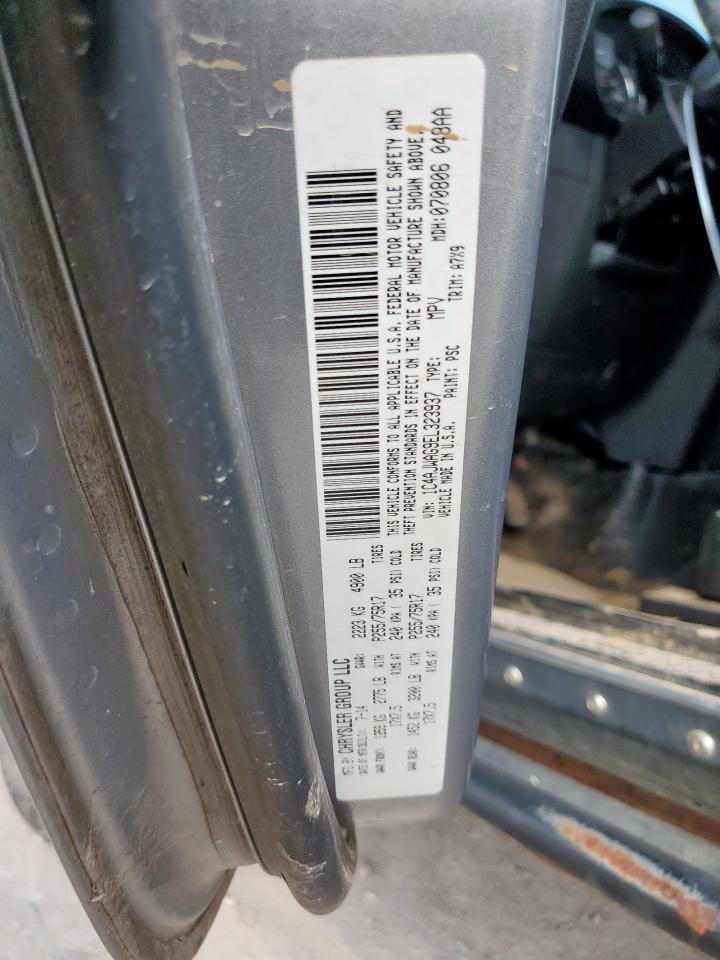 MFD BY: CHRYSLER GROUP LLC
DATE OF MFR(BUILT): 7-14 GVWR: 2223 KG 4900 LB
GAWR FRONT: 1259 KG 2775 LB WITH P255/75R17 TIRES
17X7.5 RIMS AT 240 KPA ( 35 PSI) COLD
GAWR REAR: 1452 KG 3200 LB WITH P255/75R17 TIRES
17X7.5 RIMS AT 240 KPA ( 35 PSI) COLD
THIS VEHICLE CONFORMS TO ALL APPLICABLE U.S.A. FEDERAL MOTOR VEHICLE SAFETY AND
THEFT PREVENTION STANDARDS IN EFFECT ON THE DATE OF MANUFACTURE SHOWN ABOVE.
VIN: 1C4AJWAG9EL323937 TYPE: MPV MDH:070806 048AA
VEHICLE MADE IN U.S.A. PAINT: PSC TRIM: A7X9